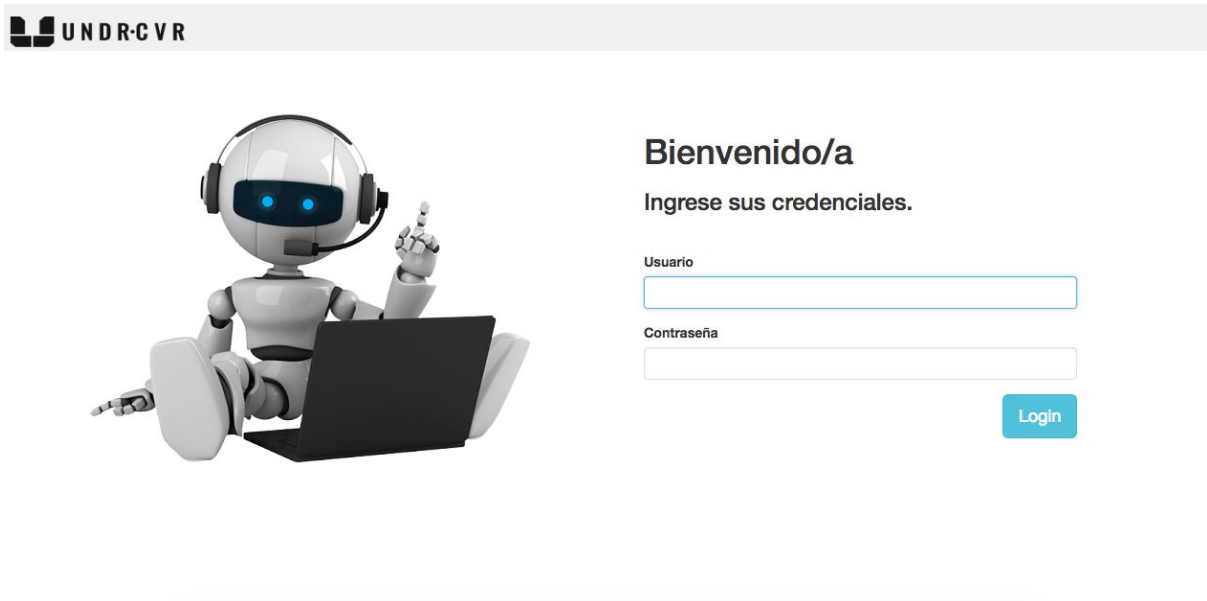 UNDR·CVR
Bienvenido/a
Ingrese sus credenciales.
Usuario
Contraseña
Login